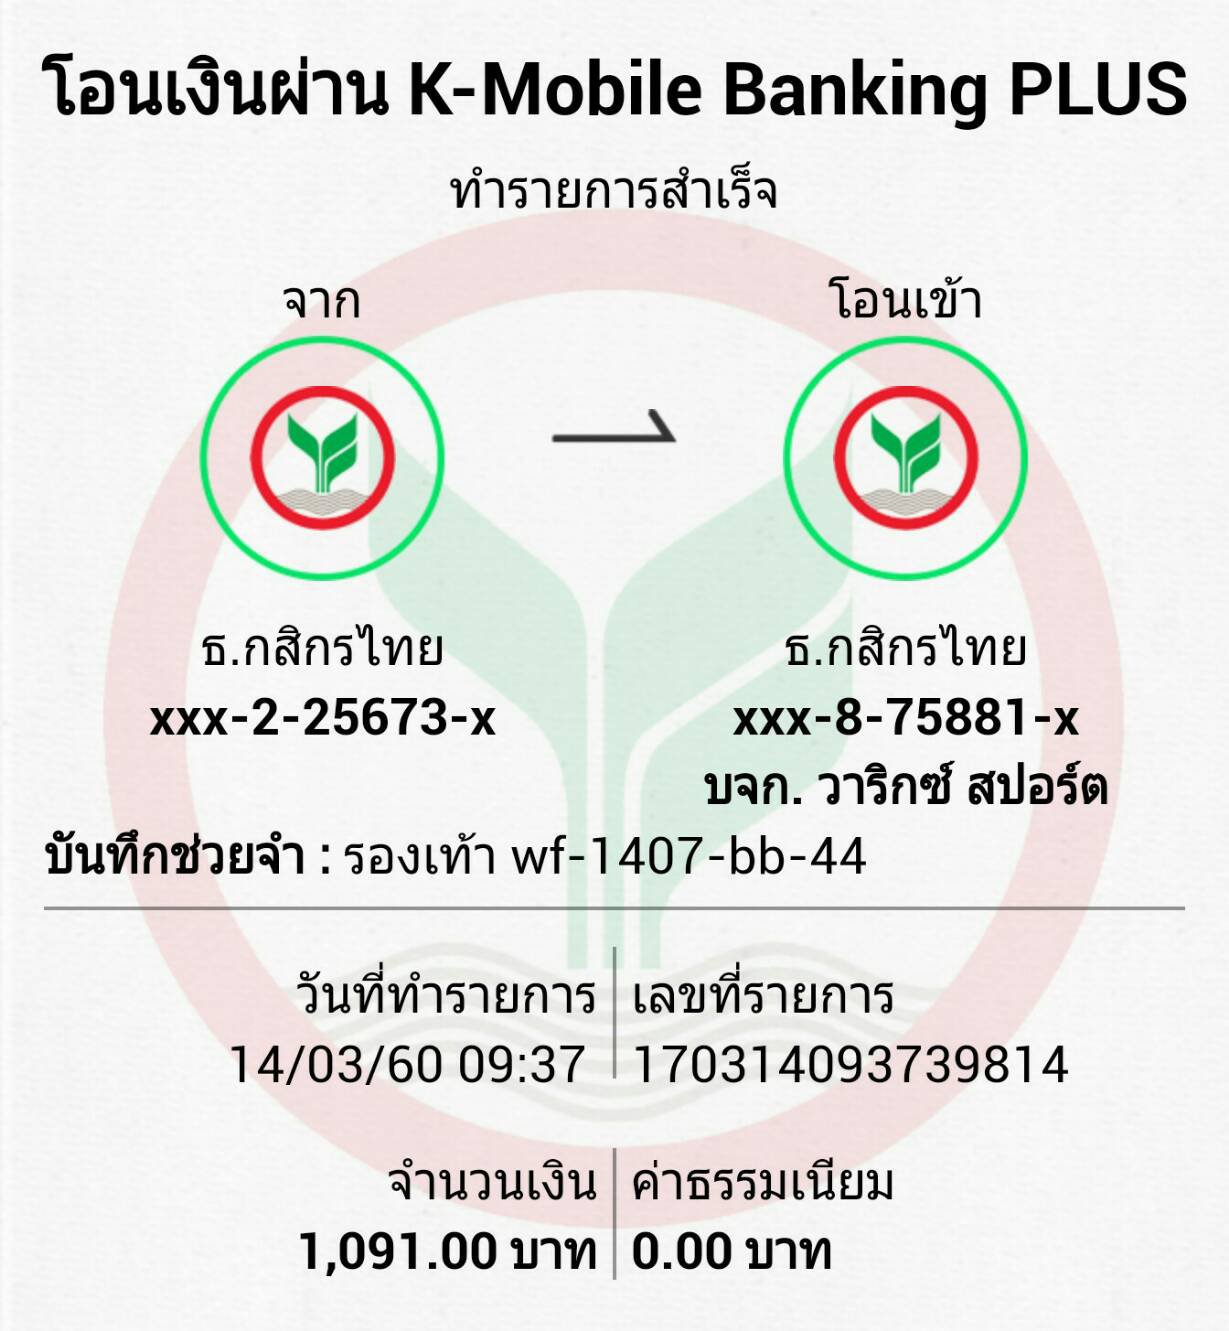 โอนเงินผ่าน K-Mobile Banking PLUS
ทำรายการสำเร็จ
จาก
โอนเข้า
ธ.กสิกรไทย
ธ.กสิกรไทย
xxx-2-25673-x
xxx-8-75881-x
บจก. วาริกซ์ สปอร์ต
บันทึกช่วยจำ : รองเท้า wf-1407-bb-44
วันที่ทำรายการ
เลขที่รายการ
14/03/60 09:37
170314093739814
จำนวนเงิน
ค่าธรรมเนียม
1,091.00 บาท
0.00 บาท